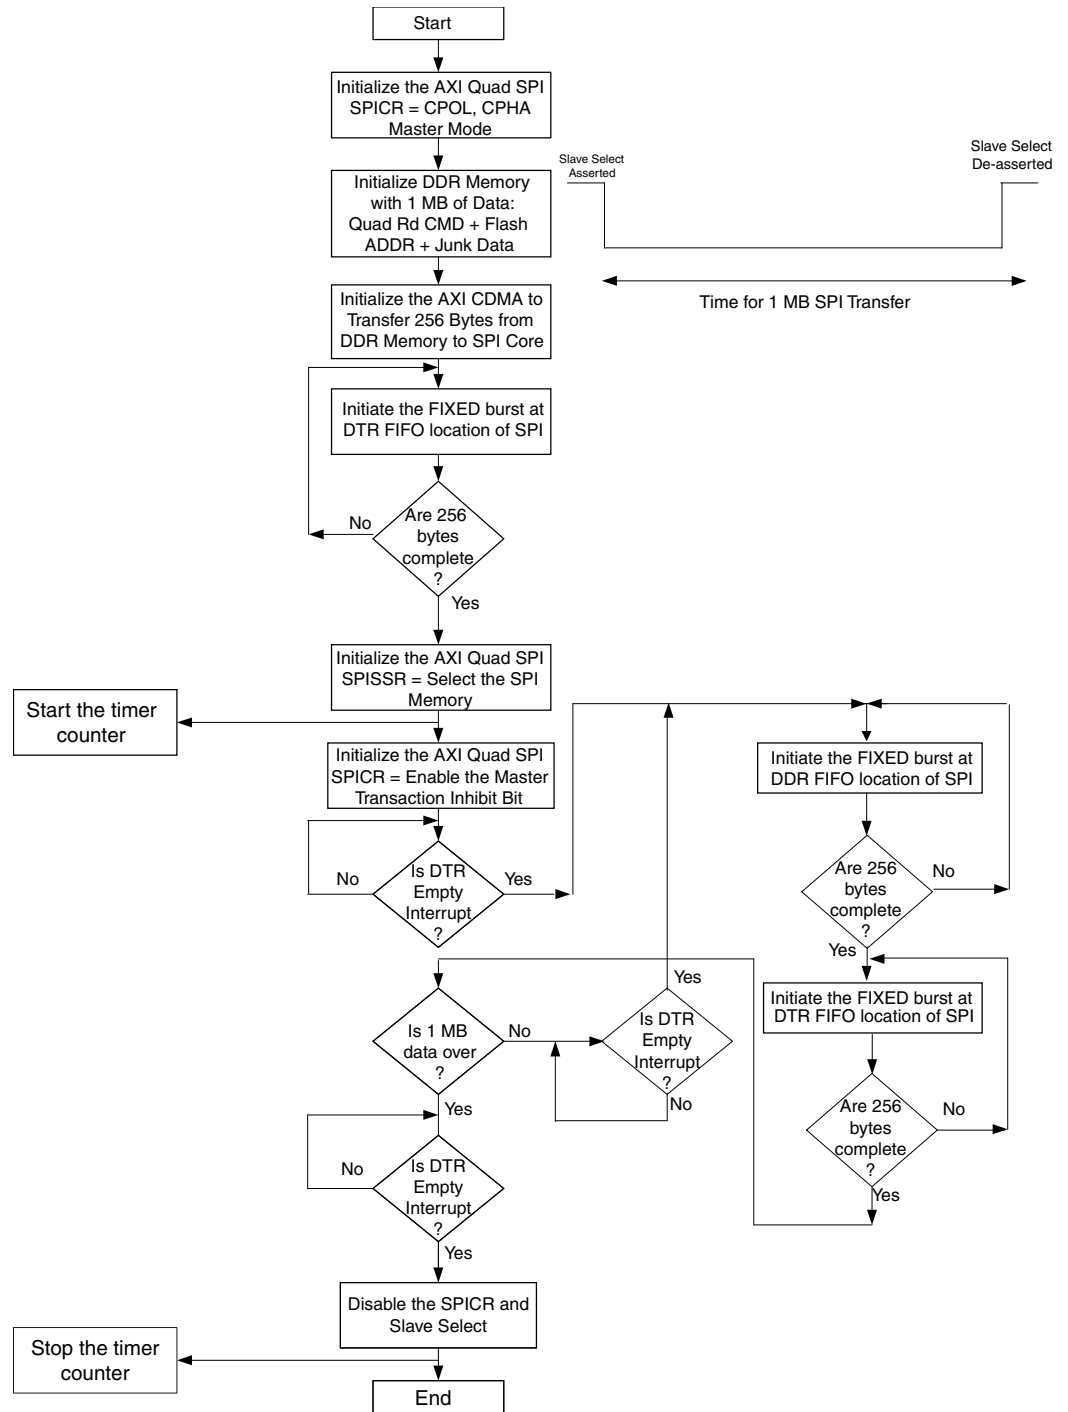 Start
Initialize the AXI Quad SPI
SPICR = CPOL, CPHA
Master Mode
Initialize DDR Memory
with 1 MB of Data:
Quad Rd CMD + Flash
ADDR + Junk Data
Slave Select
Asserted
Slave Select
De-asserted
Time for 1 MB SPI Transfer
Initialize the AXI CDMA to
Transfer 256 Bytes from
DDR Memory to SPI Core
Initiate the FIXED burst at
DTR FIFO location of SPI
No
Are 256
bytes
complete
?
Yes
Initialize the AXI Quad SPI
SPISSR = Select the SPI
Memory
Start the timer
counter
Initialize the AXI Quad SPI
SPICR = Enable the Master
Transaction Inhibit Bit
No
Is DTR
Empty
Interrupt
?
Yes
Initiate the FIXED burst at
DDR FIFO location of SPI
Are 256
bytes
complete
?
No
Yes
Initiate the FIXED burst at
DTR FIFO location of SPI
Are 256
bytes
complete
?
No
Yes
Is 1 MB
data over
?
No
Yes
Is DTR
Empty
Interrupt
?
Yes
No
No
Is DTR
Empty
Interrupt
?
Yes
Disable the SPICR and
Slave Select
Stop the timer
counter
End